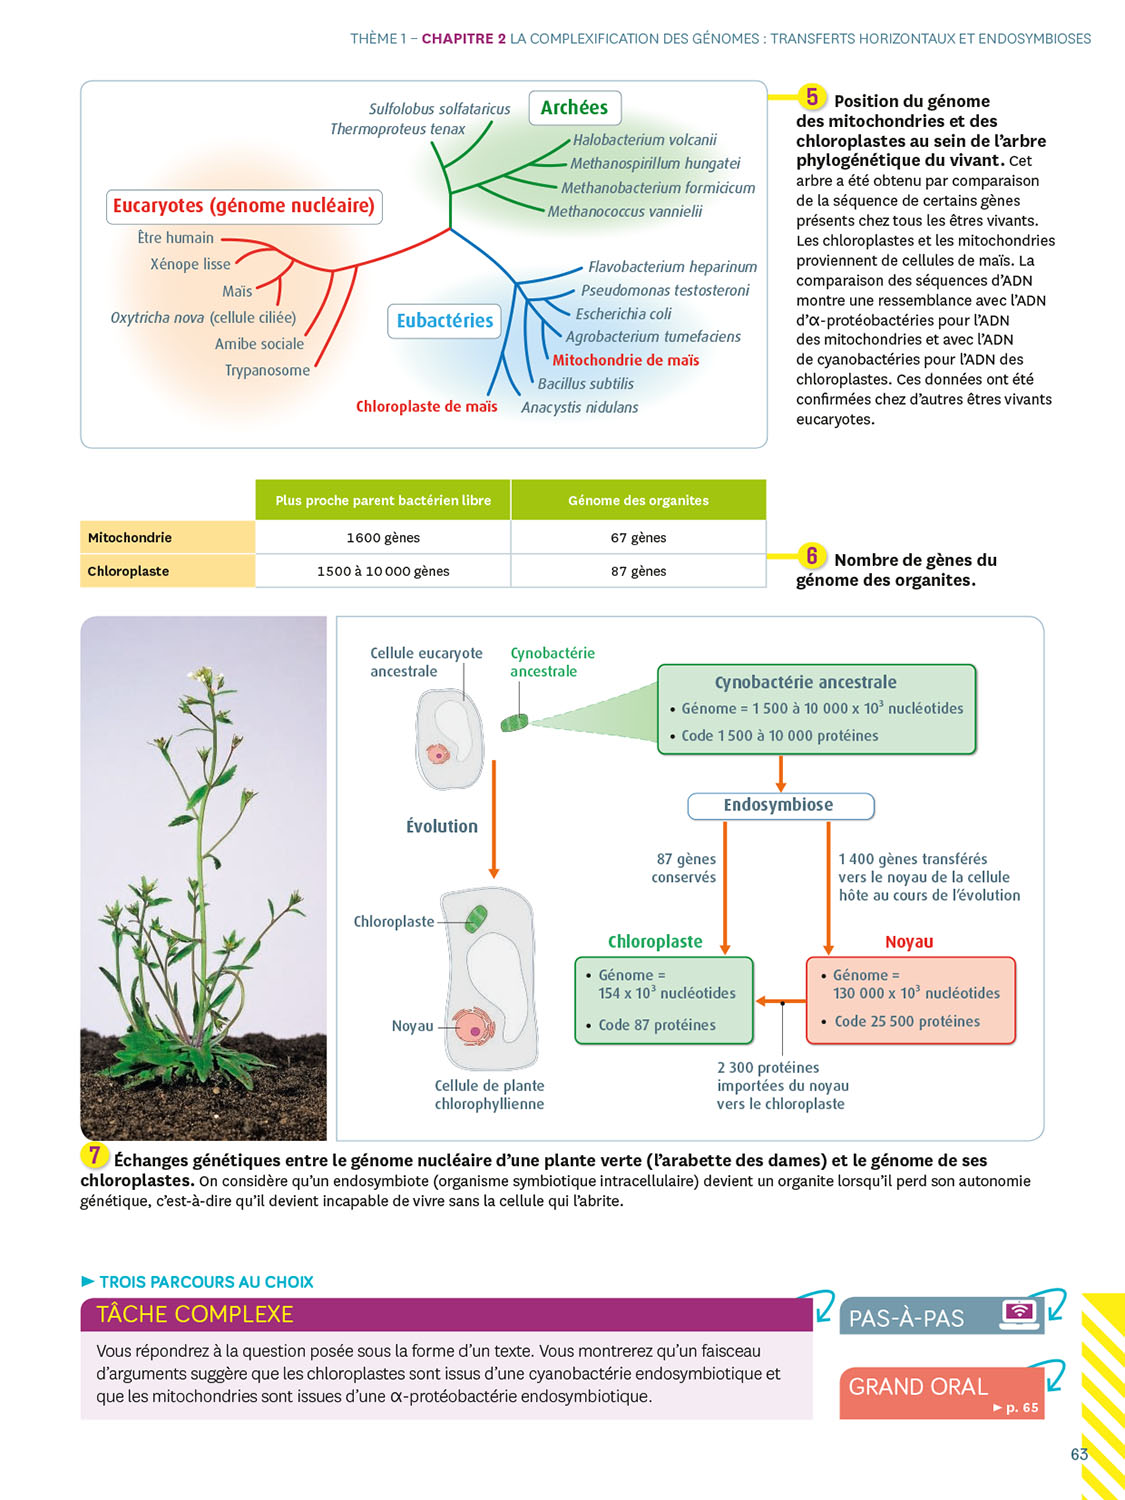 THÈME 1 – CHAPITRE 2 LA COMPLEXIFICATION DES GÉNOMES : TRANSFERTS HORIZONTAUX ET ENDOSYMBIOSES
Sulfolobus solfataricus
Thermoproteus tenax
Archées
Halobacterium volcanii
Methanospirillum hungatei
Methanobacterium formicicum
Methanococcus vannielii
Eucaryotes (génome nucléaire)
Être humain
Xénope lisse
Maïs
Oxytricha nova (cellule ciliée)
Amibe sociale
Trypanosome
Eubactéries
Flavobacterium heparinum
Pseudomonas testosteroni
Escherichia coli
Agrobacterium tumefaciens
Mitochondrie de maïs
Bacillus subtilis
Chloroplaste de maïs
Anacystis nidulans
5 Position du génome
des mitochondries et des
chloroplastes au sein de l'arbre
phylogénétique du vivant. Cet
arbre a été obtenu par comparaison
de la séquence de certains gènes
présents chez tous les êtres vivants.
Les chloroplastes et les mitochondries
proviennent de cellules de maïs. La
comparaison des séquences d'ADN
montre une ressemblance avec l'ADN
d'α-protéobactéries pour l'ADN
des mitochondries et avec l'ADN
de cyanobactéries pour l'ADN des
chloroplastes. Ces données ont été
confirmées chez d'autres êtres vivants
eucaryotes.
Plus proche parent bactérien libre Génome des organites
Mitochondrie 1 600 gènes 67 gènes
Chloroplaste 1 500 à 10 000 gènes 87 gènes
6 Nombre de gènes du
génome des organites.
Cellule eucaryote
ancestrale
Cynobactérie
ancestrale
Cynobactérie ancestrale
• Génome = 1 500 à 10 000 x 10³ nucléotides
• Code 1 500 à 10 000 protéines
Endosymbiose
Évolution
87 gènes
conservés
1 400 gènes transférés
vers le noyau de la cellule
hôte au cours de l'évolution
Chloroplaste
Noyau
Cellule de plante
chlorophyllienne
Chloroplaste
• Génome =
154 x 10³ nucléotides
• Code 87 protéines
Noyau
• Génome =
130 000 x 10³ nucléotides
• Code 25 500 protéines
2 300 protéines
importées du noyau
vers le chloroplaste
7 Échanges génétiques entre le génome nucléaire d'une plante verte (l'arabette des dames) et le génome de ses
chloroplastes. On considère qu'un endosymbiote (organisme symbiotique intracellulaire) devient un organite lorsqu'il perd son autonomie
génétique, c'est-à-dire qu'il devient incapable de vivre sans la cellule qui l'abrite.
► TROIS PARCOURS AU CHOIX
TÂCHE COMPLEXE
Vous répondrez à la question posée sous la forme d'un texte. Vous montrerez qu'un faisceau
d'arguments suggère que les chloroplastes sont issus d'une cyanobactérie endosymbiotique et
que les mitochondries sont issues d'une α-protéobactérie endosymbiotique.
PAS-À-PAS
GRAND ORAL
► p. 65
63